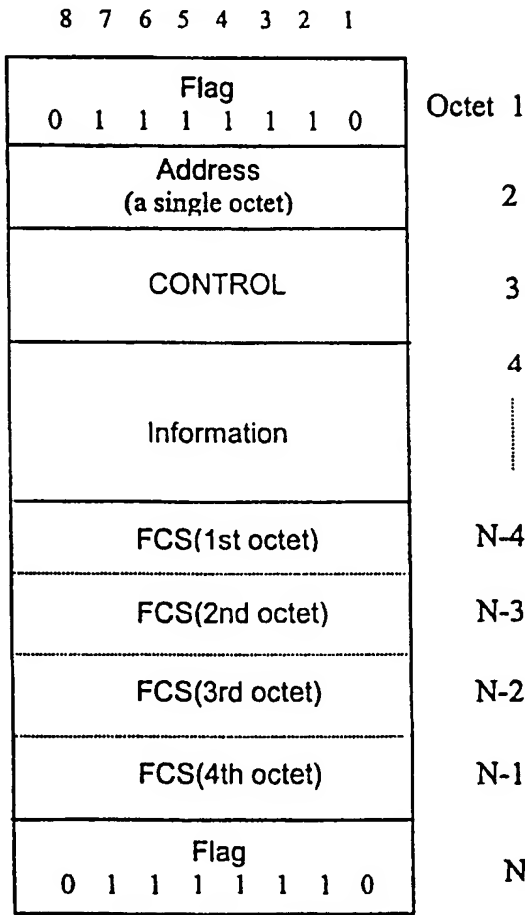 8 7 6 5 4 3 2 1
Flag
0 1 1 1 1 1 1 0 Octet 1
Address
(a single octet) 2
CONTROL 3
4
Information
FCS(1st octet) N-4
FCS(2nd octet) N-3
FCS(3rd octet) N-2
FCS(4th octet) N-1
Flag
0 1 1 1 1 1 1 0 N